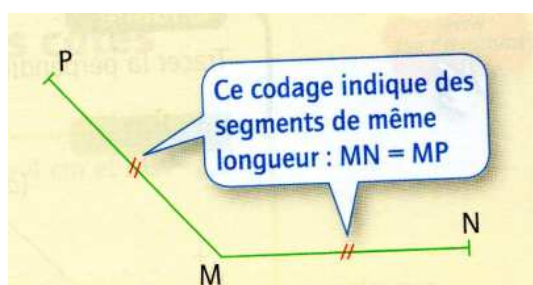 P
Ce codage indique des
segments de même
longueur : MN = MP
N
M